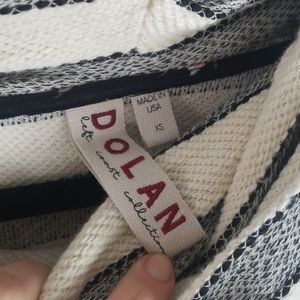 DOLAN
left coast collection
MADE IN
USA
XS